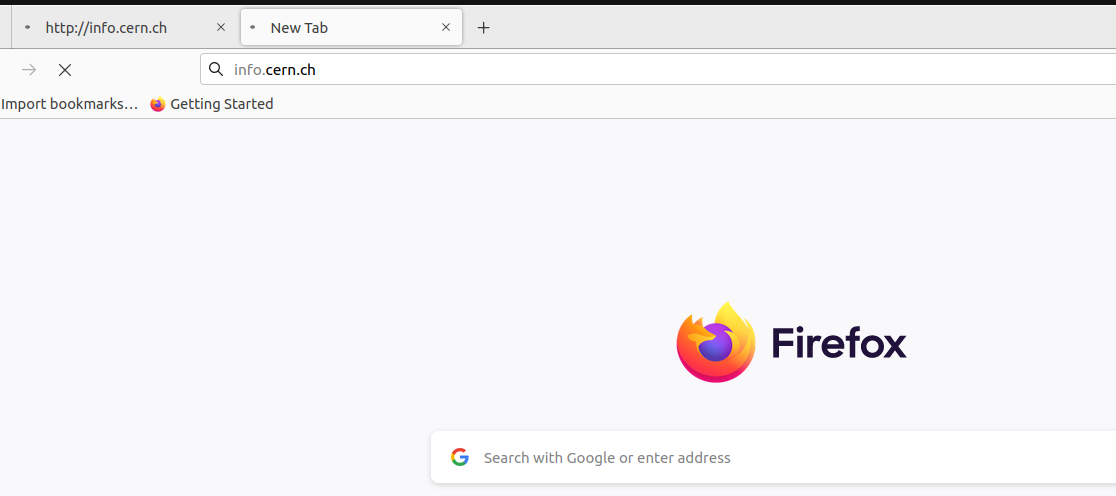 http://info.cern.ch New Tab
info.cern.ch
Import bookmarks… Getting Started
Firefox
Search with Google or enter address